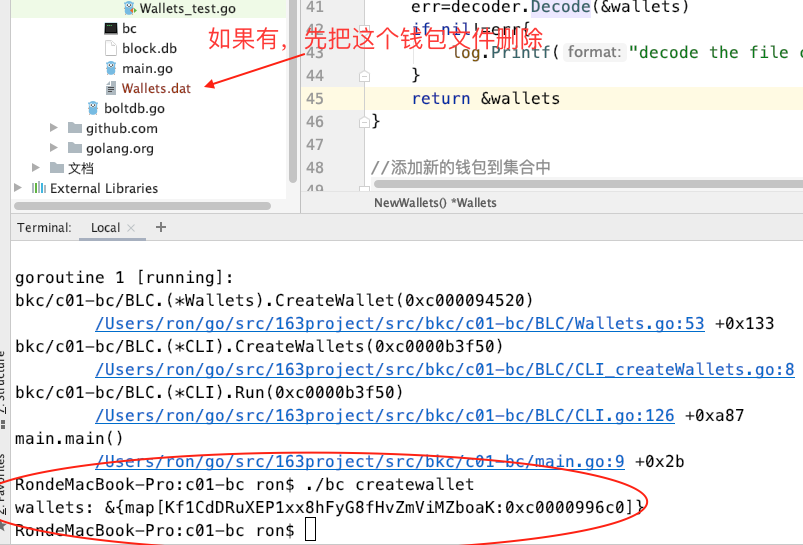 Wallets_test.go
bc
block.db
main.go
Wallets.dat
boltdb.go
github.com
golang.org
文档
External Libraries
如果有，先把这个钱包文件删除
41 err=decoder.Decode(&wallets)
42 if nil!=err{
43 log.Printf( format: "decode the file
44 }
45 return &wallets
46 }
47
48 //添加新的钱包到集合中
49
NewWallets() *Wallets
Terminal: Local × +
goroutine 1 [running]:
bkc/c01-bc/BLC.(*Wallets).CreateWallet(0xc000094520)
/Users/ron/go/src/163project/src/bkc/c01-bc/BLC/Wallets.go:53 +0x133
bkc/c01-bc/BLC.(*CLI).CreateWallets(0xc0000b3f50)
/Users/ron/go/src/163project/src/bkc/c01-bc/BLC/CLI_createWallets.go:8
bkc/c01-bc/BLC.(*CLI).Run(0xc0000b3f50)
/Users/ron/go/src/163project/src/bkc/c01-bc/BLC/CLI.go:126 +0xa87
main.main()
/Users/ron/go/src/163project/src/bkc/c01-bc/main.go:9 +0x2b
RondeMacBook-Pro:c01-bc ron$ ./bc createwallet
wallets: &{map[Kf1CdDRuXEP1xx8hFyG8fHvZmViMZboaK:0xc0000996c0]}
RondeMacBook-Pro:c01-bc ron$
Z: Structure
2: Favorites